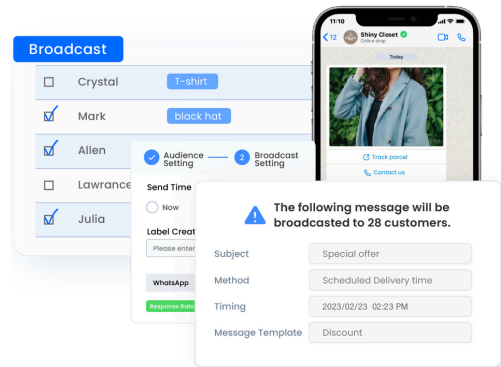 Broadcast
Crystal T-shirt
Mark black hat
Allen
Lawrance
Julia
Audience Setting
2 Broadcast Setting
Send Time
Now
Label Creat
Please enter
WhatsApp
Response Rate
11:10
12 Shiny Closet
Online shop
Today
Track parcel
Contact us
The following message will be
broadcasted to 28 customers.
Subject Special offer
Method Scheduled Delivery time
Timing 2023/02/23 02:23 PM
Message Template Discount